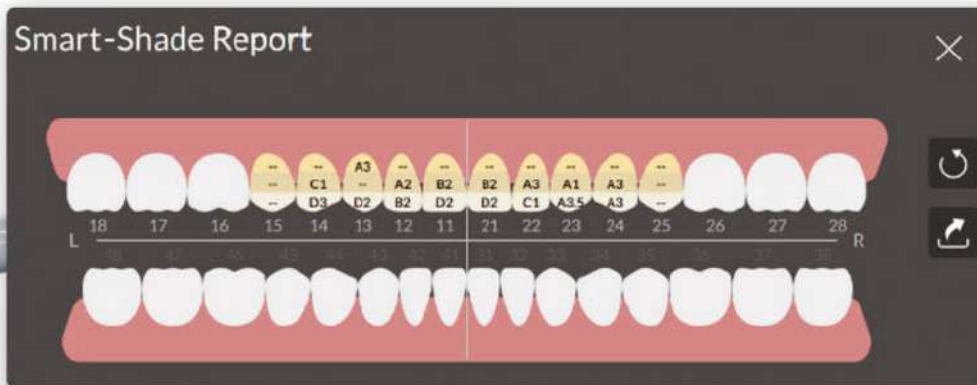 Smart-Shade Report
-- -- A3 -- -- -- -- -- -- --
-- C1 -- A2 B2 B2 A3 A1 A3 --
-- D3 D2 B2 D2 D2 C1 A3.5 A3 --
18 17 16 15 14 13 12 11 21 22 23 24 25 26 27 28
L R
48 47 46 45 44 43 42 41 31 32 33 34 35 36 37 38